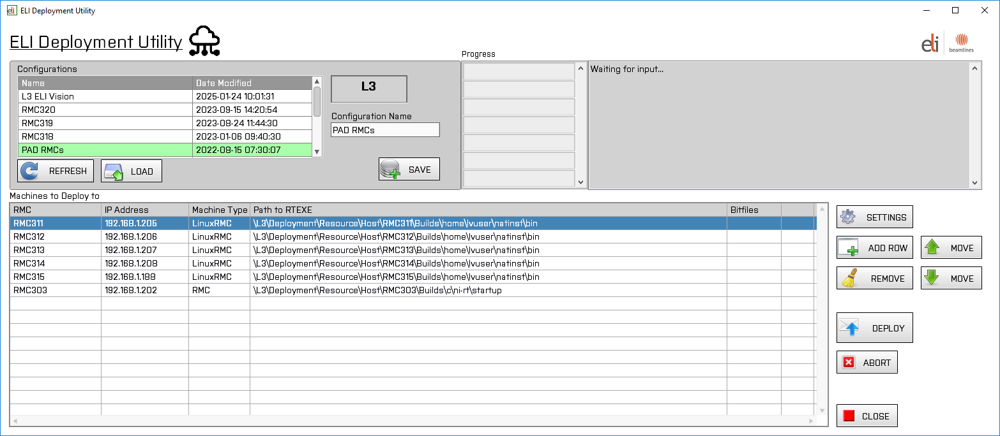 ELI Deployment Utility
ELI Deployment Utility
eli beamlines
Configurations
Name Date Modified
L3 ELI Vision 2025-01-24 10:01:31
RMC320 2023-09-15 14:20:54
RMC319 2023-08-24 11:44:30
RMC318 2023-01-06 09:40:30
PAD RMCs 2022-08-15 07:30:07
REFRESH LOAD
L3
Configuration Name
PAD RMCs
SAVE
Progress
Waiting for input...
Machines to Deploy to
RMC IP Address Machine Type Path to RTEXE Bitfiles
RMC311 192.168.1.205 LinuxRMC \L3\Deployment\Resource\Host\RMC311\Builds\home\lvuser\natinst\bin
RMC312 192.168.1.206 LinuxRMC \L3\Deployment\Resource\Host\RMC312\Builds\home\lvuser\natinst\bin
RMC313 192.168.1.207 LinuxRMC \L3\Deployment\Resource\Host\RMC313\Builds\home\lvuser\natinst\bin
RMC314 192.168.1.208 LinuxRMC \L3\Deployment\Resource\Host\RMC314\Builds\home\lvuser\natinst\bin
RMC315 192.168.1.188 LinuxRMC \L3\Deployment\Resource\Host\RMC315\Builds\home\lvuser\natinst\bin
RMC303 192.168.1.202 RMC \L3\Deployment\Resource\Host\RMC303\Builds\c\ni-rt\startup
SETTINGS
ADD ROW MOVE
REMOVE MOVE
DEPLOY
ABORT
CLOSE